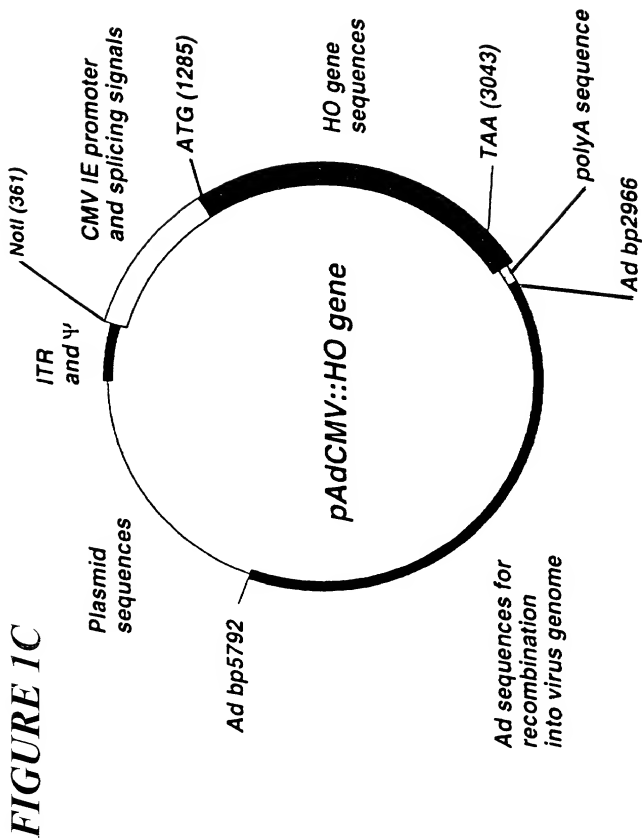 FIGURE 1C
ITR
and Ψ
NotI (361)
CMV IE promoter
and splicing signals
ATG (1285)
HO gene
sequences
TAA (3043)
polyA sequence
Ad bp2966
Ad sequences for
recombination
into virus genome
Ad bp5792
Plasmid
sequences
pAdCMV::HO gene